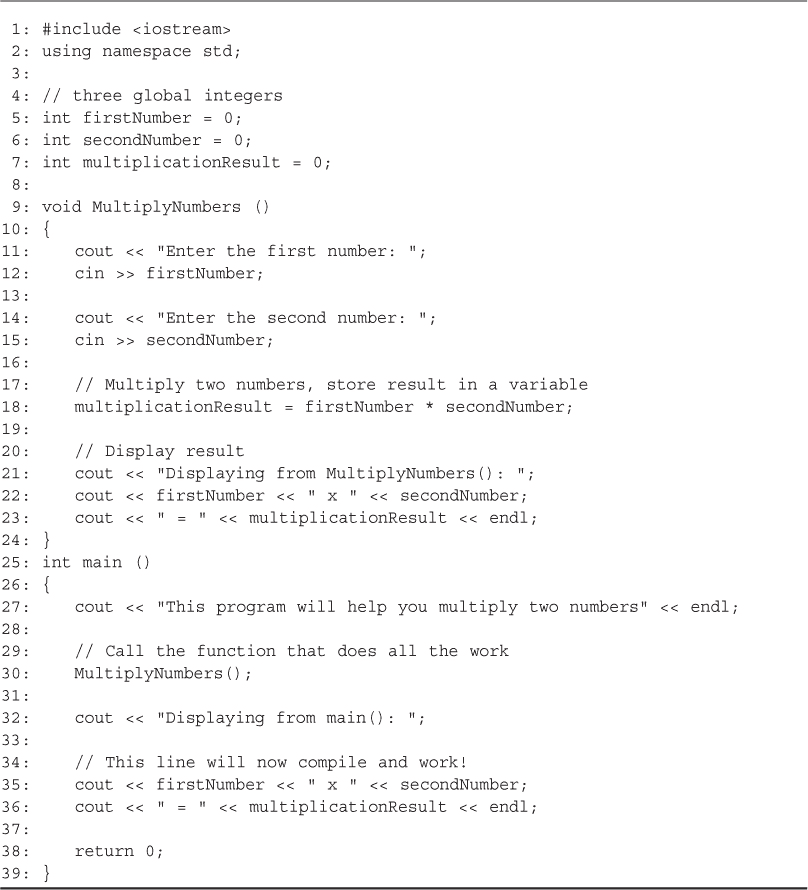 1: #include <iostream>
2: using namespace std;
3:
4: // three global integers
5: int firstNumber = 0;
6: int secondNumber = 0;
7: int multiplicationResult = 0;
8:
9: void MultiplyNumbers ()
10: {
11:    cout << "Enter the first number: ";
12:    cin >> firstNumber;
13:
14:    cout << "Enter the second number: ";
15:    cin >> secondNumber;
16:
17:    // Multiply two numbers, store result in a variable
18:    multiplicationResult = firstNumber * secondNumber;
19:
20:    // Display result
21:    cout << "Displaying from MultiplyNumbers(): ";
22:    cout << firstNumber << " x " << secondNumber;
23:    cout << " = " << multiplicationResult << endl;
24: }
25: int main ()
26: {
27:    cout << "This program will help you multiply two numbers" << endl;
28:
29:    // Call the function that does all the work
30:    MultiplyNumbers();
31:
32:    cout << "Displaying from main(): ";
33:
34:    // This line will now compile and work!
35:    cout << firstNumber << " x " << secondNumber;
36:    cout << " = " << multiplicationResult << endl;
37:
38:    return 0;
39: }